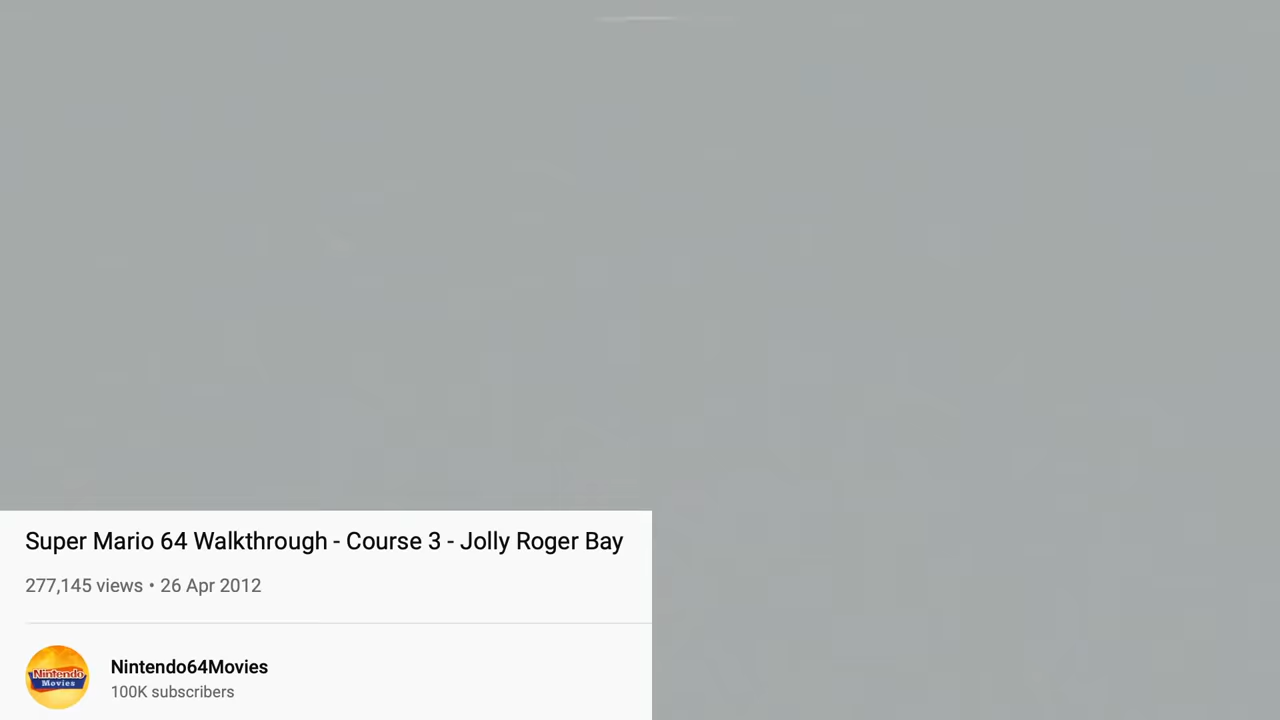 Super Mario 64 Walkthrough - Course 3 - Jolly Roger Bay
277,145 views • 26 Apr 2012
Nintendo
Movies
Nintendo64Movies
100K subscribers